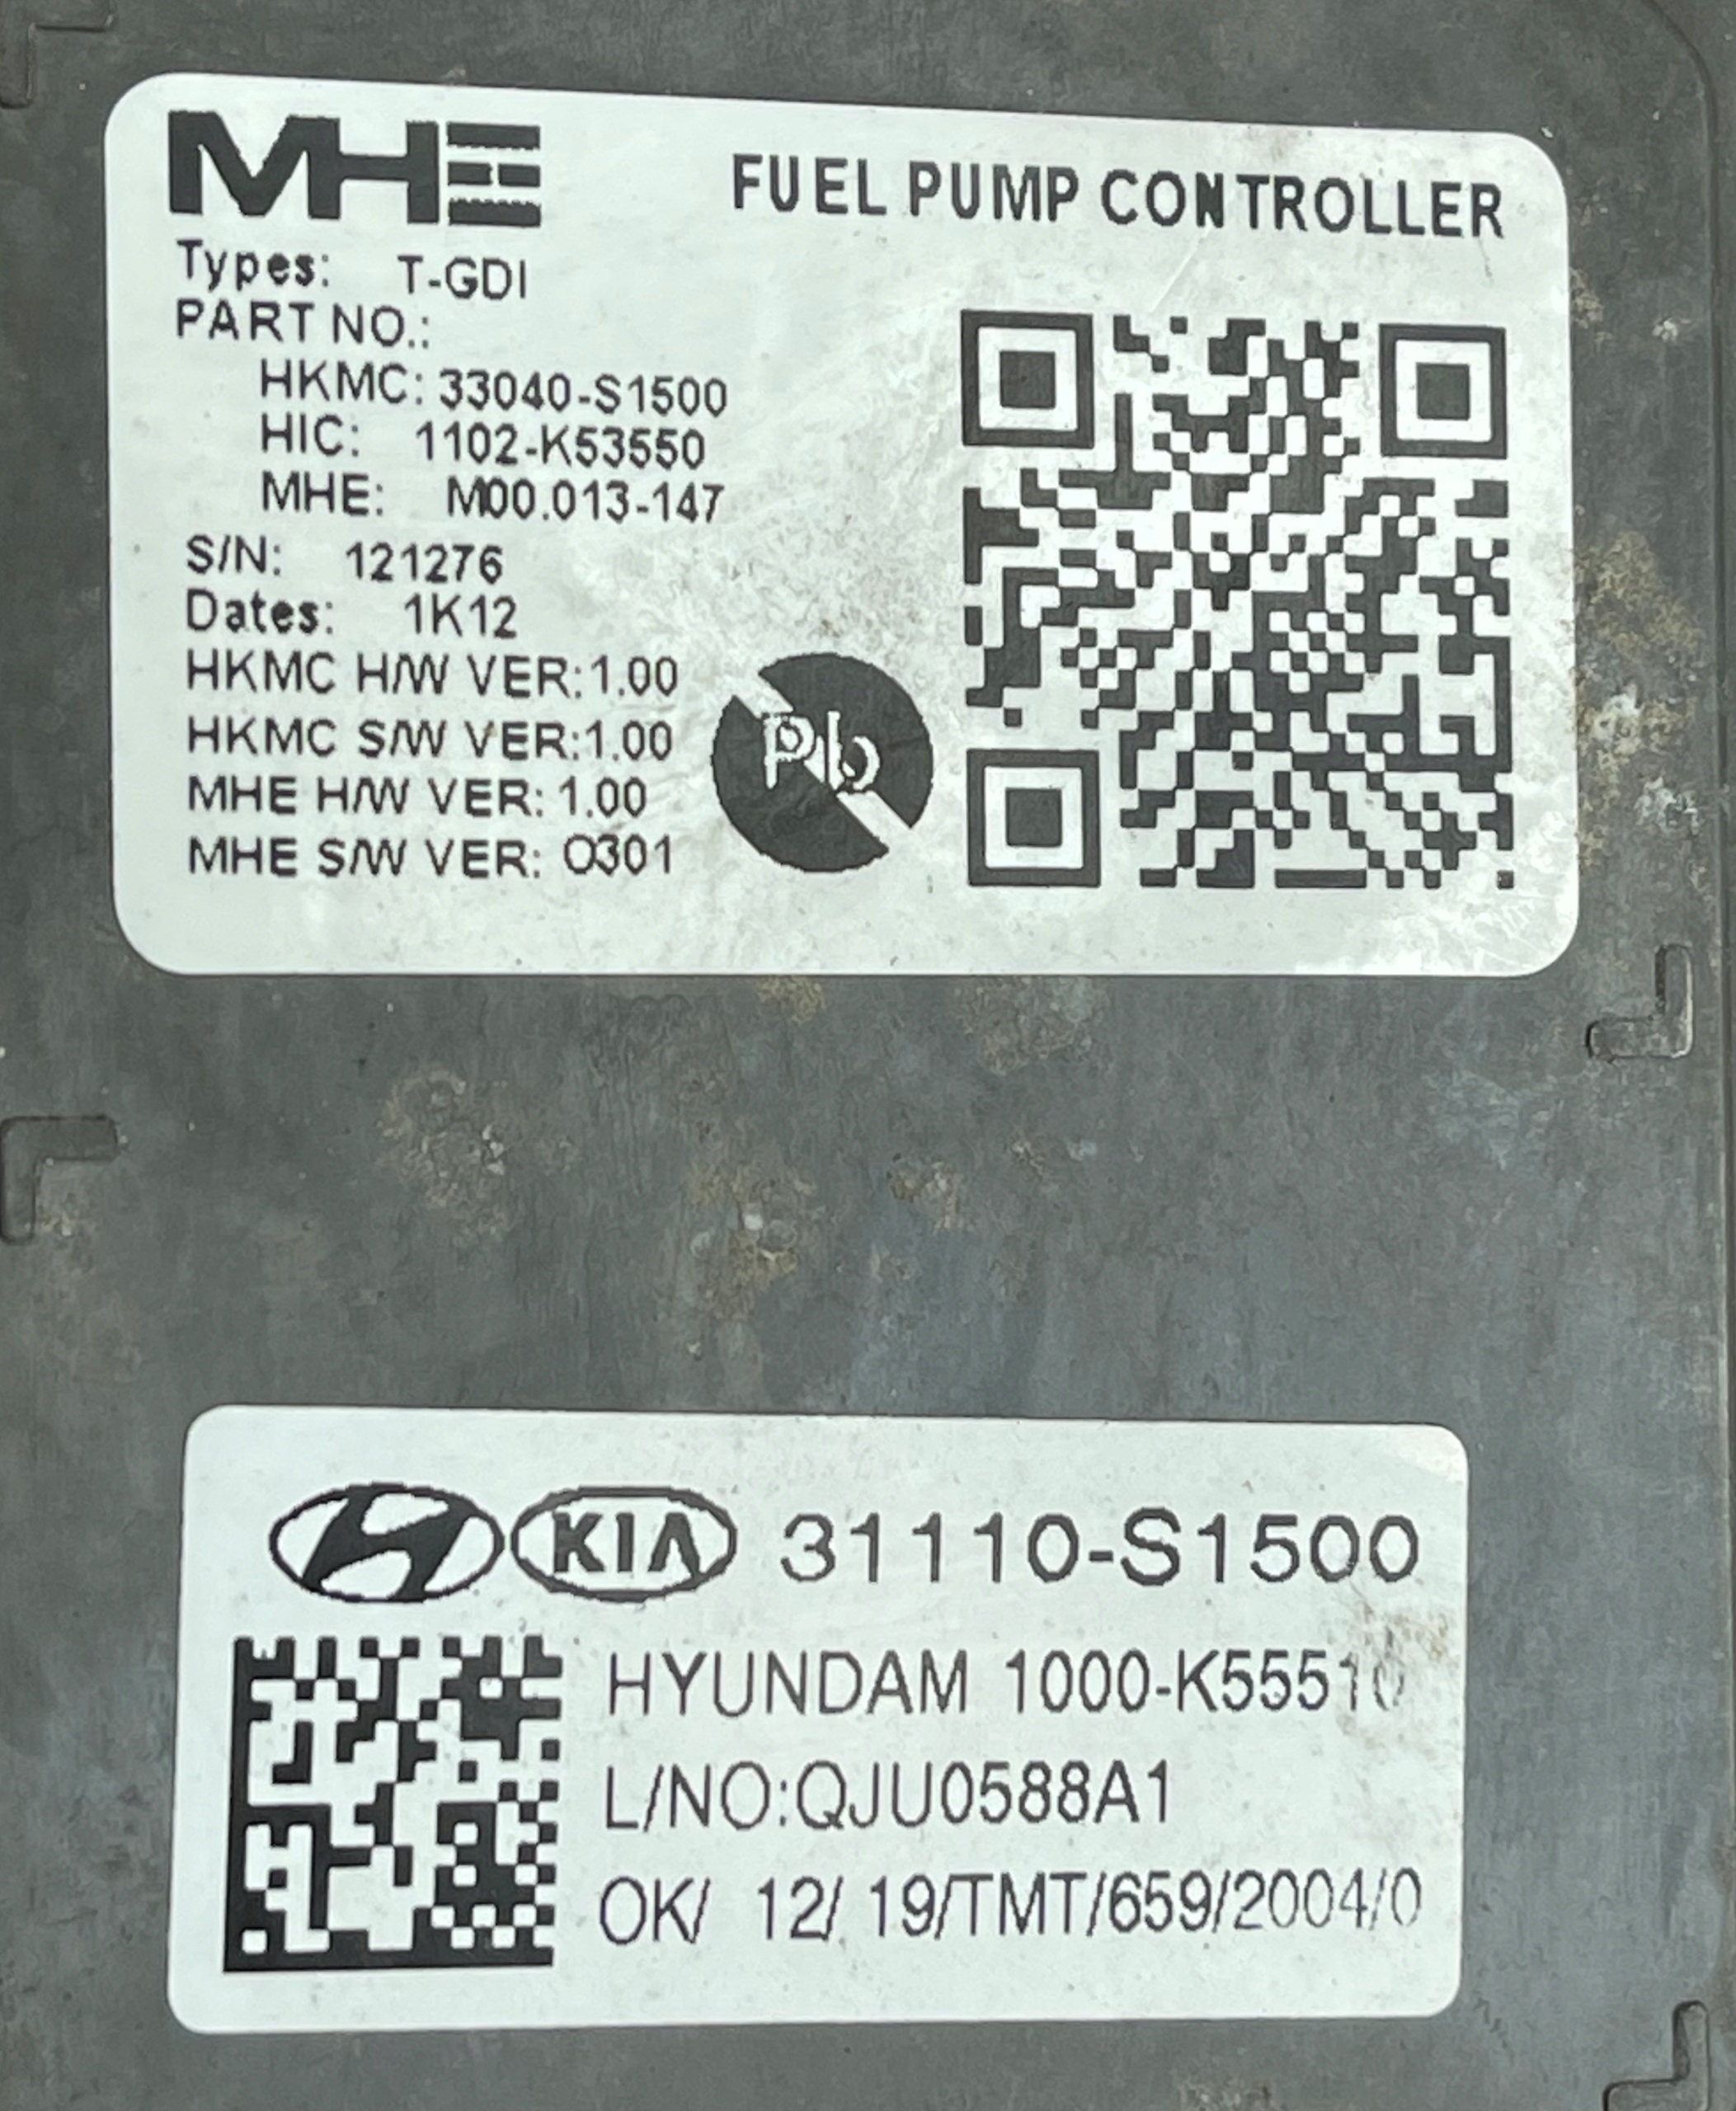 MHE
FUEL PUMP CONTROLLER
Types: T-GDI
PART NO.:
HKMC: 33040-S1500
HIC: 1102-K53550
MHE: M00.013-147
S/N: 121276
Dates: 1K12
HKMC H/W VER:1.00
HKMC S/W VER:1.00
MHE H/W VER: 1.00
MHE S/W VER: O301
Pb
KIA 31110-S1500
HYUNDAM 1000-K55510
L/NO:QJU0588A1
OK/ 12/ 19/TMT/659/2004/0